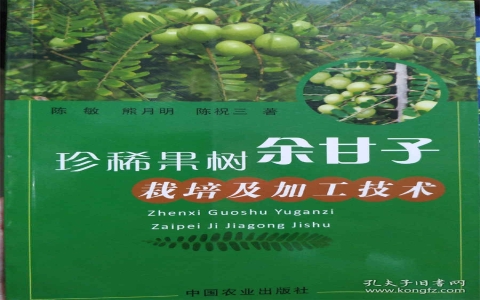 陈 敏 熊月明 陈祝三 著
珍稀果树余甘子
栽培及加工技术
Zhenxi Guoshu Yuganzi
Zaipei Ji Jiagong Jishu
中国农业出版社
孔夫子旧书网
www.kongfz.com